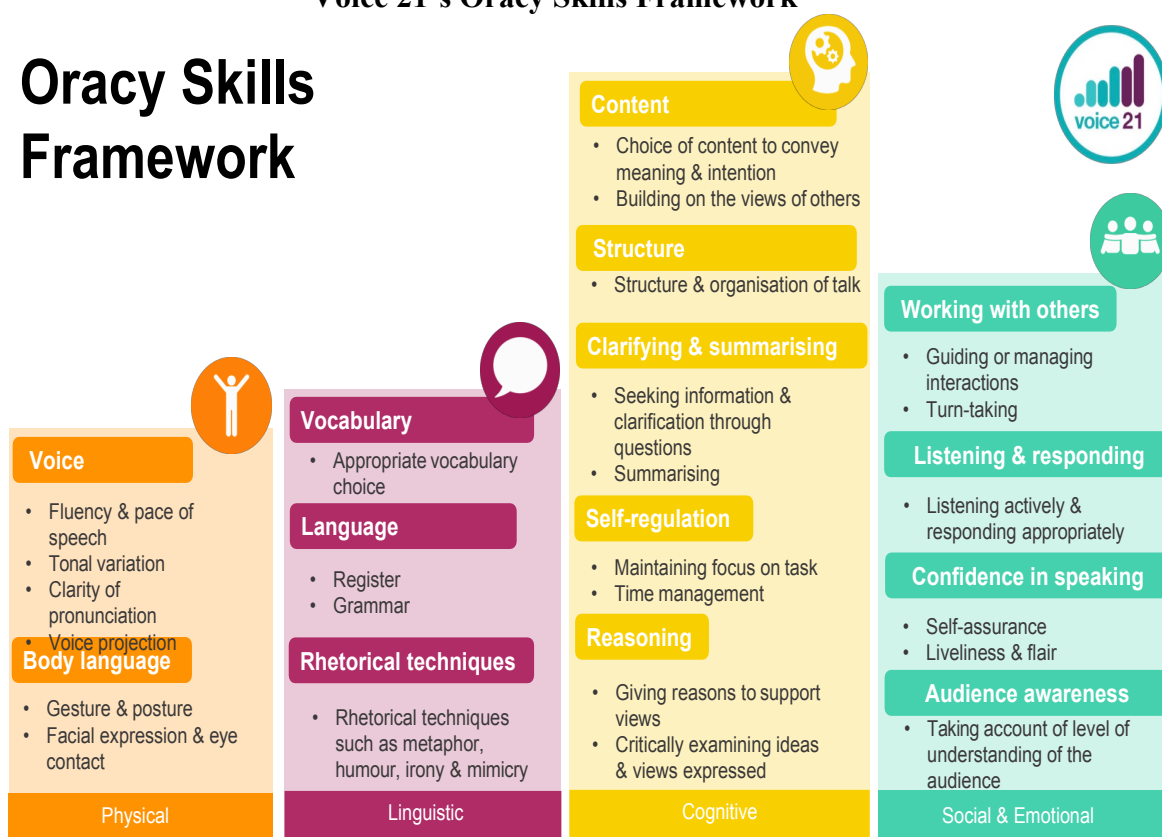 Voice 21's Oracy Skills Framework
Oracy Skills
Framework
voice 21
Voice
• Fluency & pace of
speech
• Tonal variation
• Clarity of
pronunciation
• Voice projection
Body language
• Gesture & posture
• Facial expression & eye
contact
Physical
Vocabulary
• Appropriate vocabulary
choice
Language
• Register
• Grammar
Rhetorical techniques
• Rhetorical techniques
such as metaphor,
humour, irony & mimicry
Linguistic
Content
• Choice of content to convey
meaning & intention
• Building on the views of others
Structure
• Structure & organisation of talk
Clarifying & summarising
• Seeking information &
clarification through
questions
• Summarising
Self-regulation
• Maintaining focus on task
• Time management
Reasoning
• Giving reasons to support
views
• Critically examining ideas
& views expressed
Cognitive
Working with others
• Guiding or managing
interactions
• Turn-taking
Listening & responding
• Listening actively &
responding appropriately
Confidence in speaking
• Self-assurance
• Liveliness & flair
Audience awareness
• Taking account of level of
understanding of the
audience
Social & Emotional